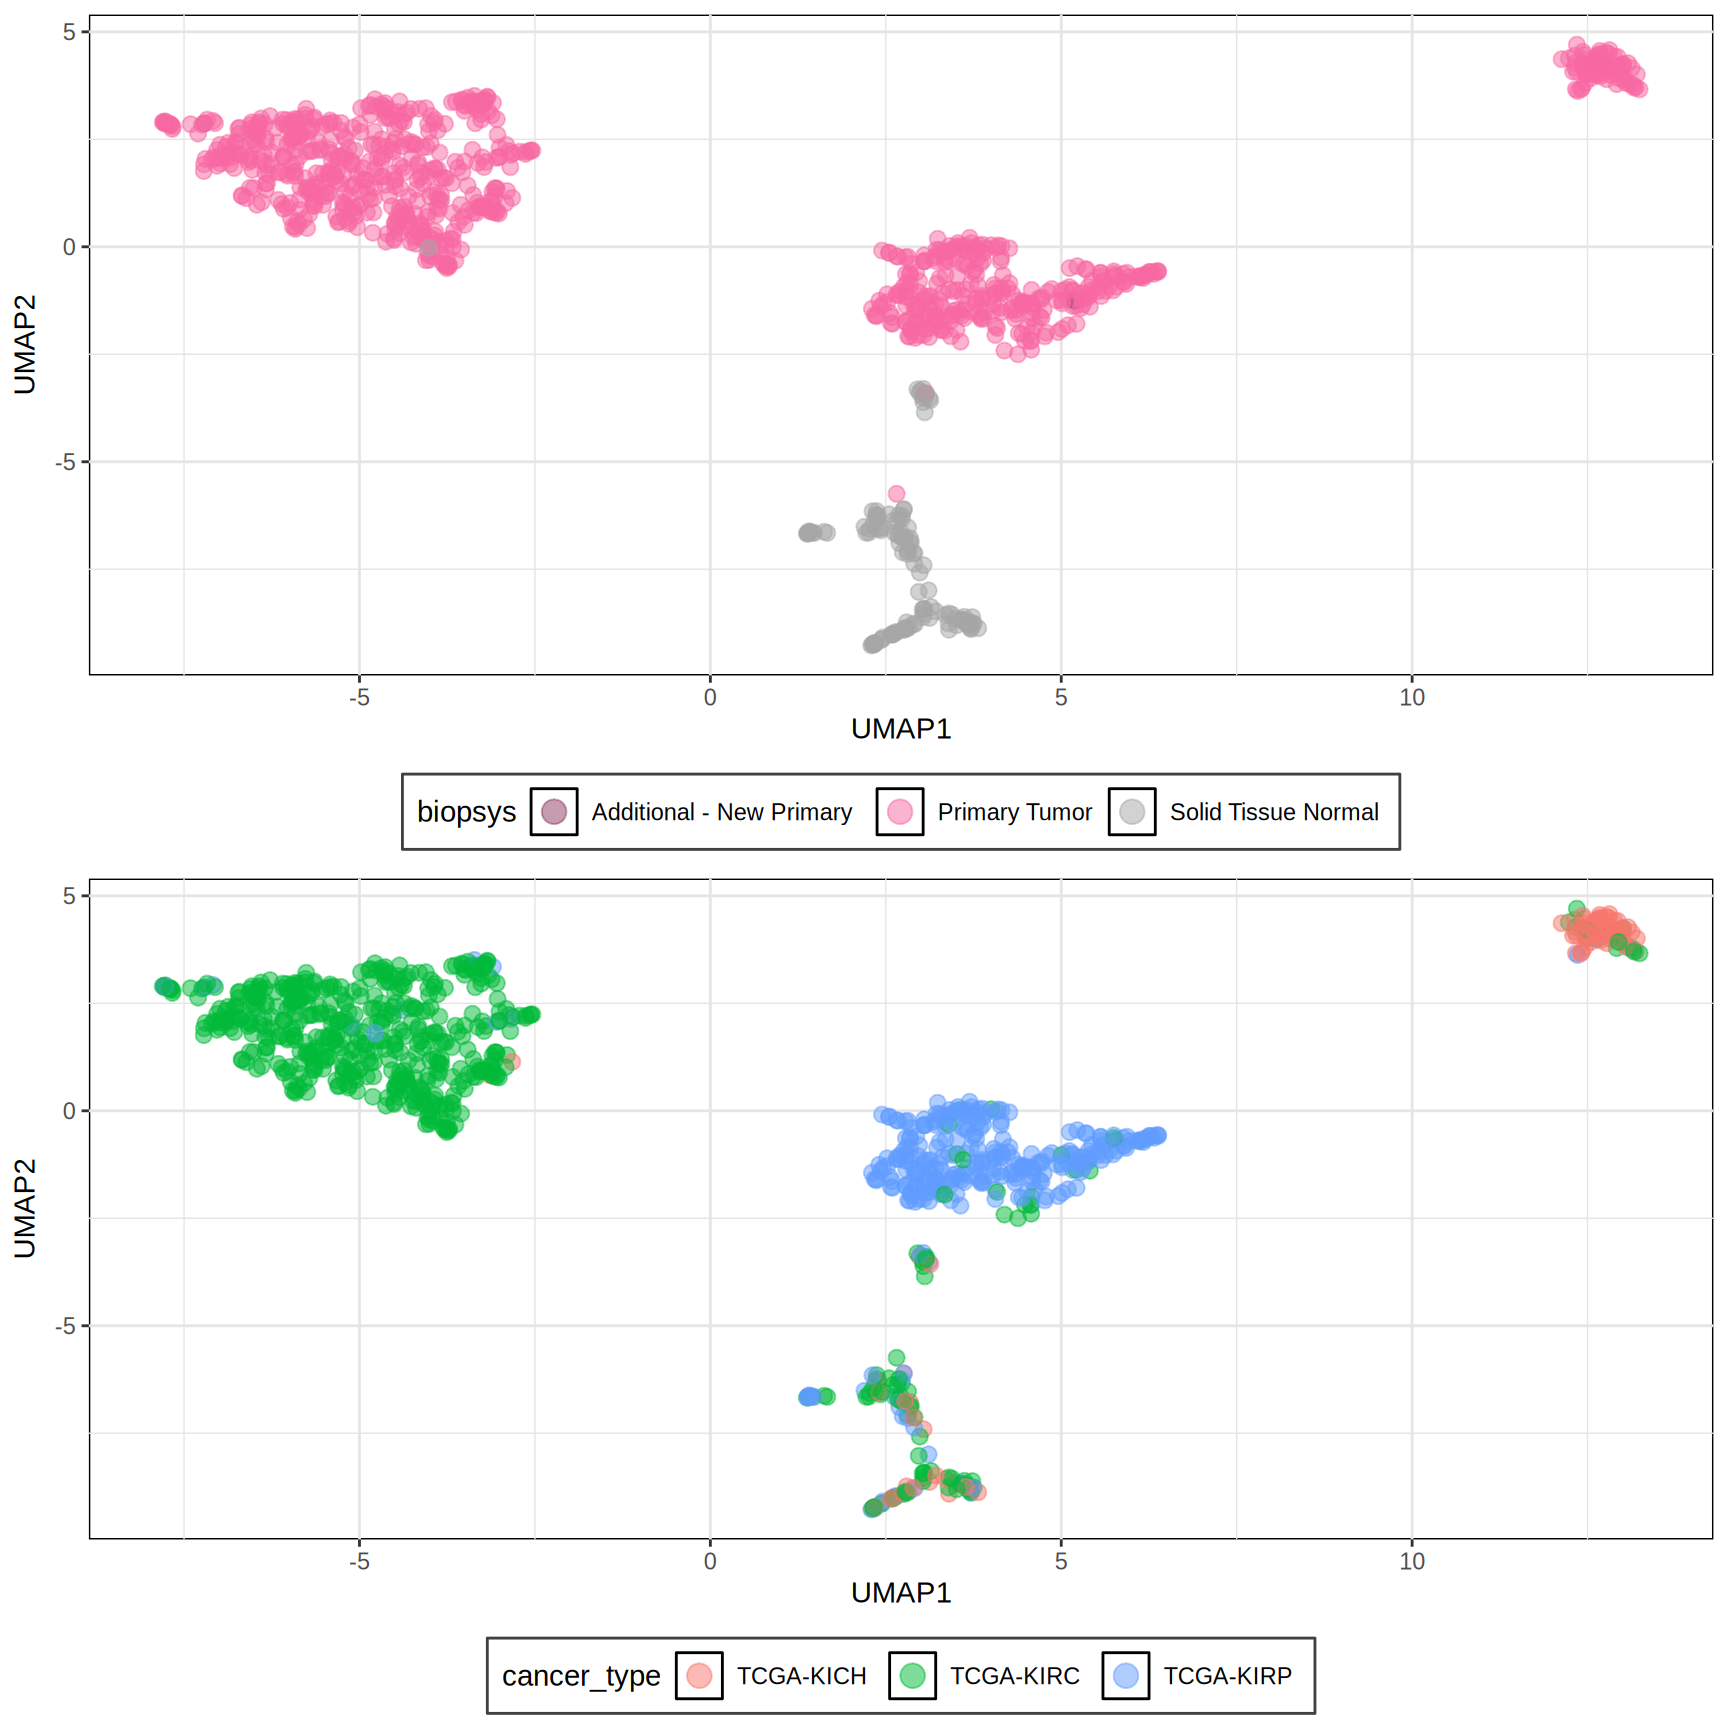 5
0
-5
UMAP2
-5 0 5 10
UMAP1
biopsys Additional - New Primary Primary Tumor Solid Tissue Normal
5
0
-5
UMAP2
-5 0 5 10
UMAP1
cancer_type TCGA-KICH TCGA-KIRC TCGA-KIRP